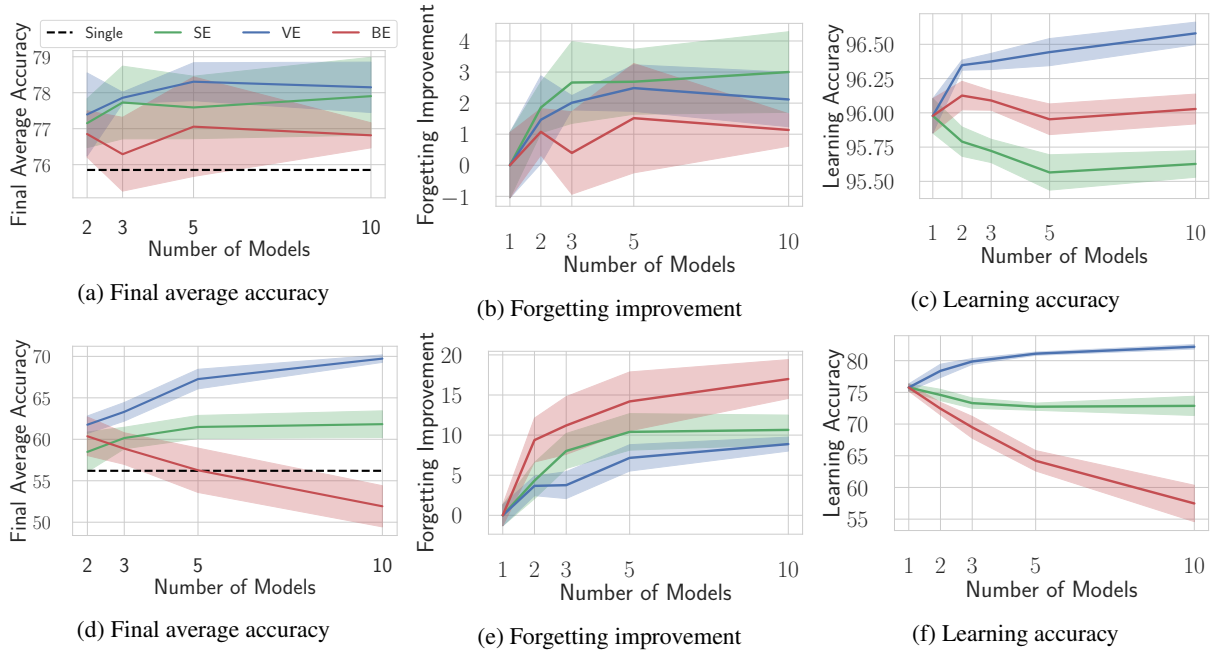 Single SE VE BE
Final Average Accuracy
79
78
77
76
2 3 5 10
Number of Models
(a) Final average accuracy
Forgetting Improvement
4
3
2
1
0
−1
1 2 3 5 10
Number of Models
(b) Forgetting improvement
Learning Accuracy
96.50
96.25
96.00
95.75
95.50
1 2 3 5 10
Number of Models
(c) Learning accuracy
Final Average Accuracy
70
65
60
55
50
2 3 5 10
Number of Models
(d) Final average accuracy
Forgetting Improvement
20
15
10
5
0
1 2 3 5 10
Number of Models
(e) Forgetting improvement
Learning Accuracy
80
75
70
65
60
55
1 2 3 5 10
Number of Models
(f) Learning accuracy